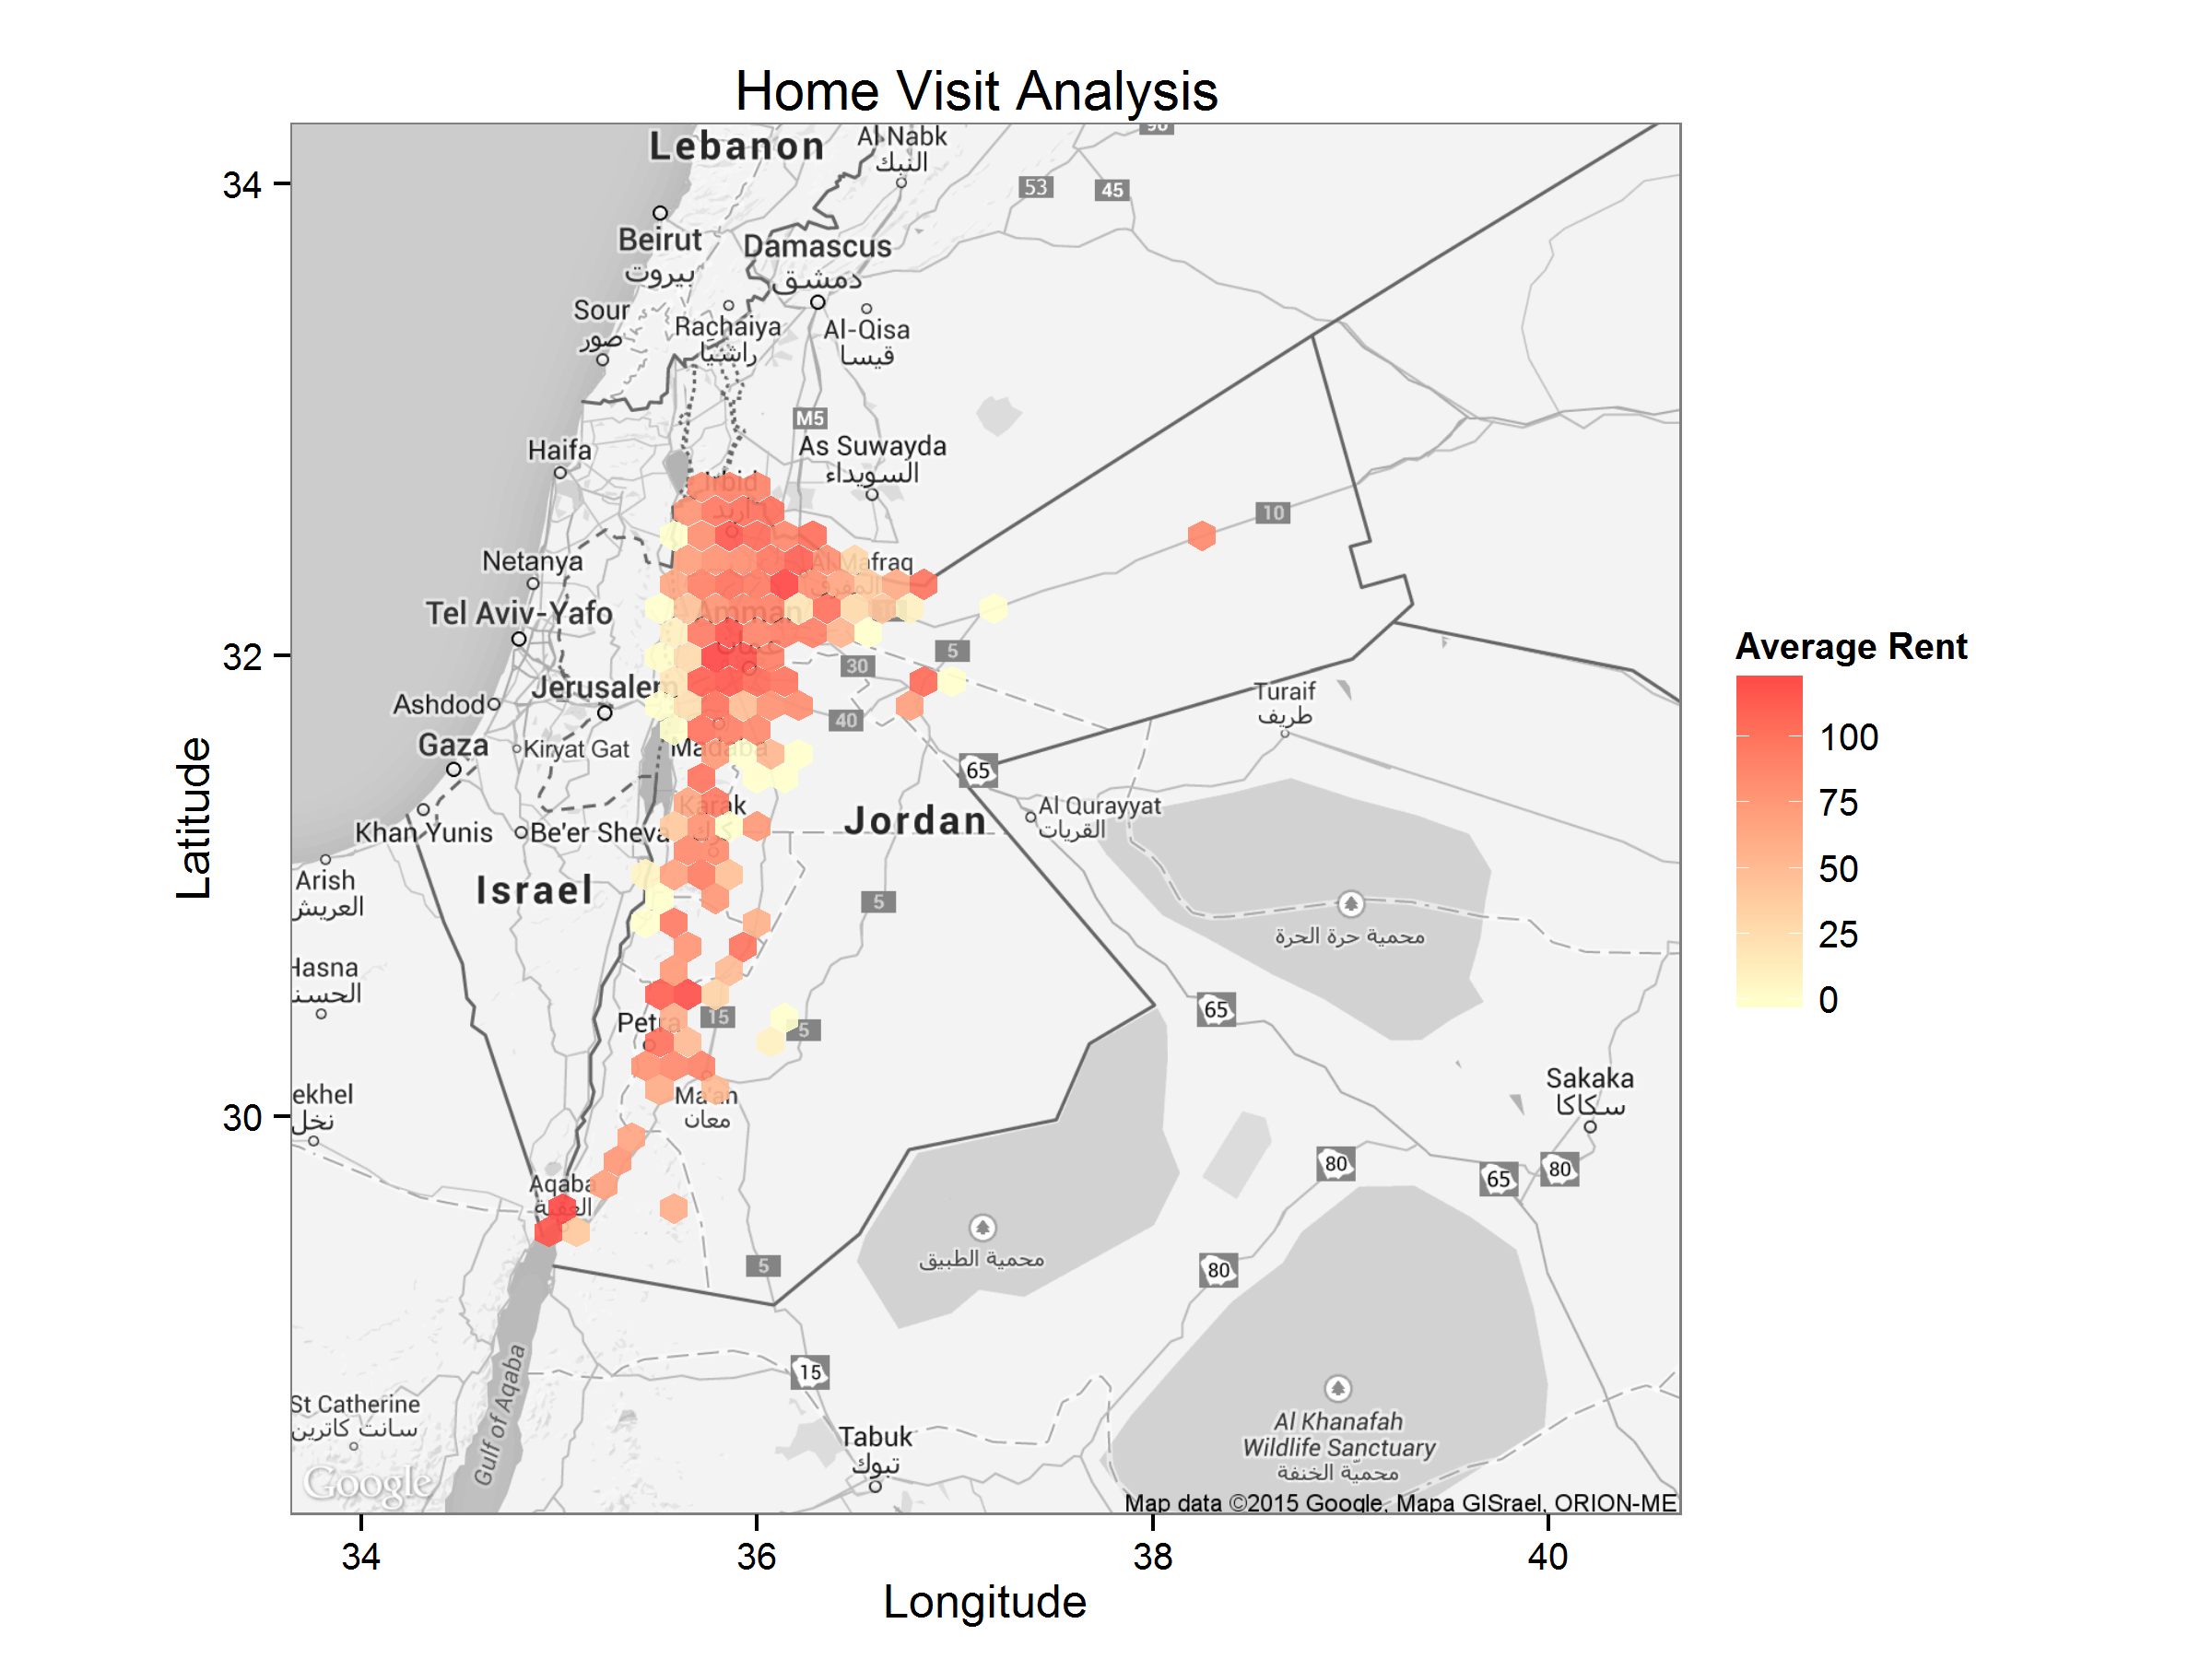 Home Visit Analysis
Lebanon
Al Nabk
النبك
90
53
45
34
Beirut
بيروت
Damascus
دمشق
Sour
صور
Rachaiya
راشيّا
Al-Qisa
قيسا
M5
As Suwayda
السويداء
Haifa
Irbid
اربد
10
Netanya
Al Mafraq
المفرق
Tel Aviv-Yafo
Amman
32
30
5
Jerusalem
Ashdod
40
Turaif
طريف
Gaza
Kiryat Gat
Madaba
65
Karak
الكرك
Jordan
Al Qurayyat
القريات
Khan Yunis
Be'er Sheva
Arish
العريش
Israel
5
محمية حرة الحرة
Hasna
الحسنة
65
Petra
15
5
Sakaka
سكاكا
ekhel
نخل
30
Ma'an
معان
80
65
80
Aqaba
العقبة
محمية الطبيق
5
80
15
Gulf of Aqaba
St Catherine
سانت كاترين
Tabuk
تبوك
Al Khanafah
Wildlife Sanctuary
محميّة الخنفة
Google
Map data ©2015 Google, Mapa GISrael, ORION-ME
34
36
38
40
Longitude
Latitude
Average Rent
100
75
50
25
0